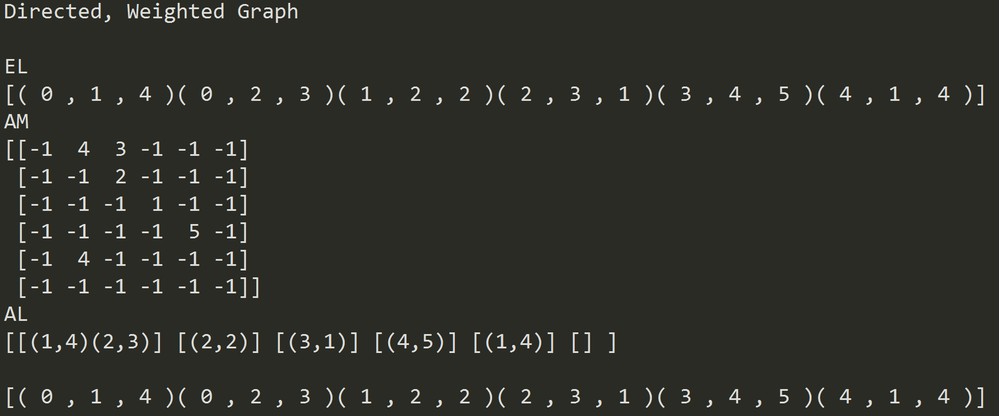 Directed, Weighted Graph
EL
[( 0 , 1 , 4 )( 0 , 2 , 3 )( 1 , 2 , 2 )( 2 , 3 , 1 )( 3 , 4 , 5 )( 4 , 1 , 4 )]
AM
[[-1  4  3 -1 -1 -1]
 [-1 -1  2 -1 -1 -1]
 [-1 -1 -1  1 -1 -1]
 [-1 -1 -1 -1  5 -1]
 [-1  4 -1 -1 -1 -1]
 [-1 -1 -1 -1 -1 -1]]
AL
[[(1,4)(2,3)] [(2,2)] [(3,1)] [(4,5)] [(1,4)] [] ]
[( 0 , 1 , 4 )( 0 , 2 , 3 )( 1 , 2 , 2 )( 2 , 3 , 1 )( 3 , 4 , 5 )( 4 , 1 , 4 )]